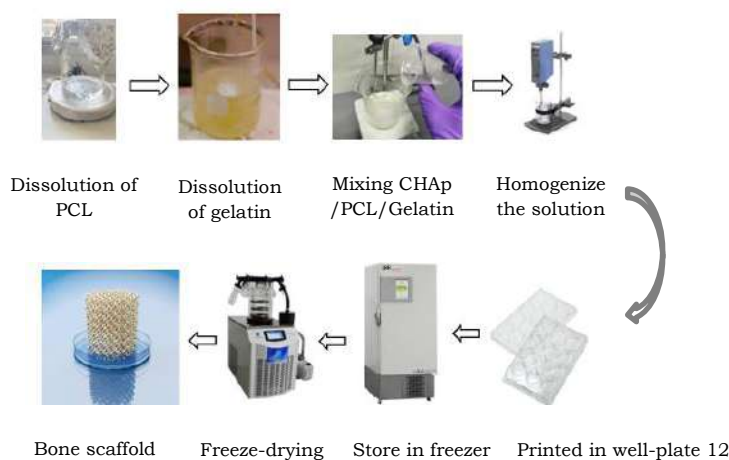 Dissolution of
PCL
Dissolution
of gelatin
Mixing CHAp
/PCL/Gelatin
Homogenize
the solution
Bone scaffold
Freeze-drying
Store in freezer
Printed in well-plate 12